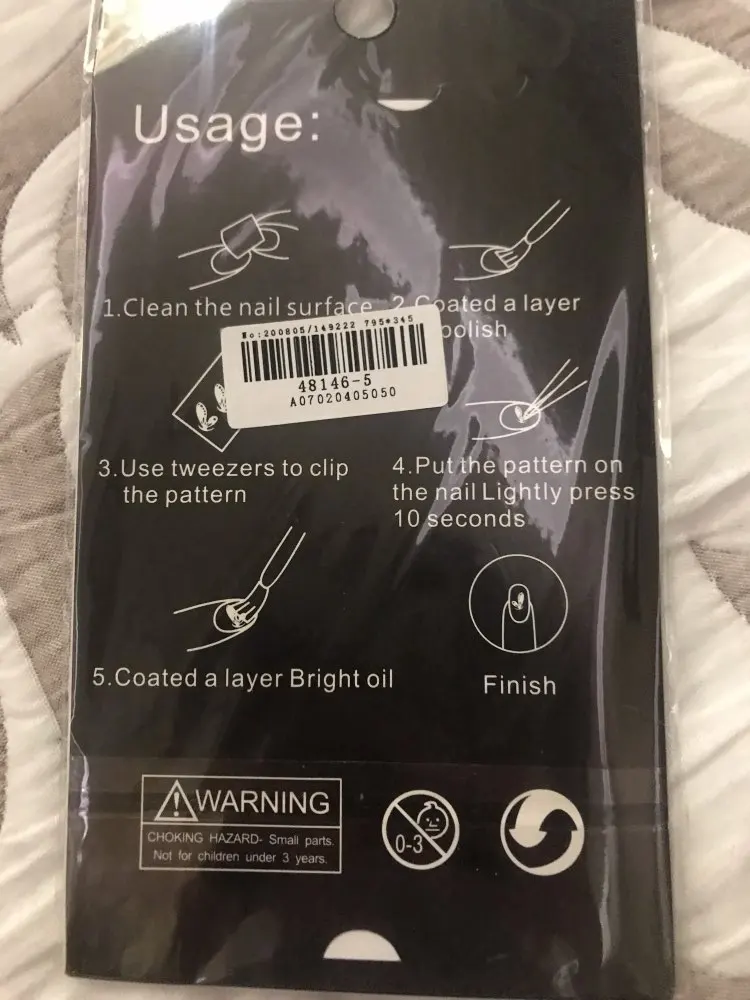 Usage:
1.Clean the nail surface
2.Coated a layer
polish
No:200805/149222 795*345
48146-5
A07020405050
3.Use tweezers to clip
the pattern
4.Put the pattern on
the nail Lightly press
10 seconds
5.Coated a layer Bright oil
Finish
WARNING
CHOKING HAZARD- Small parts.
Not for children under 3 years.
0-3